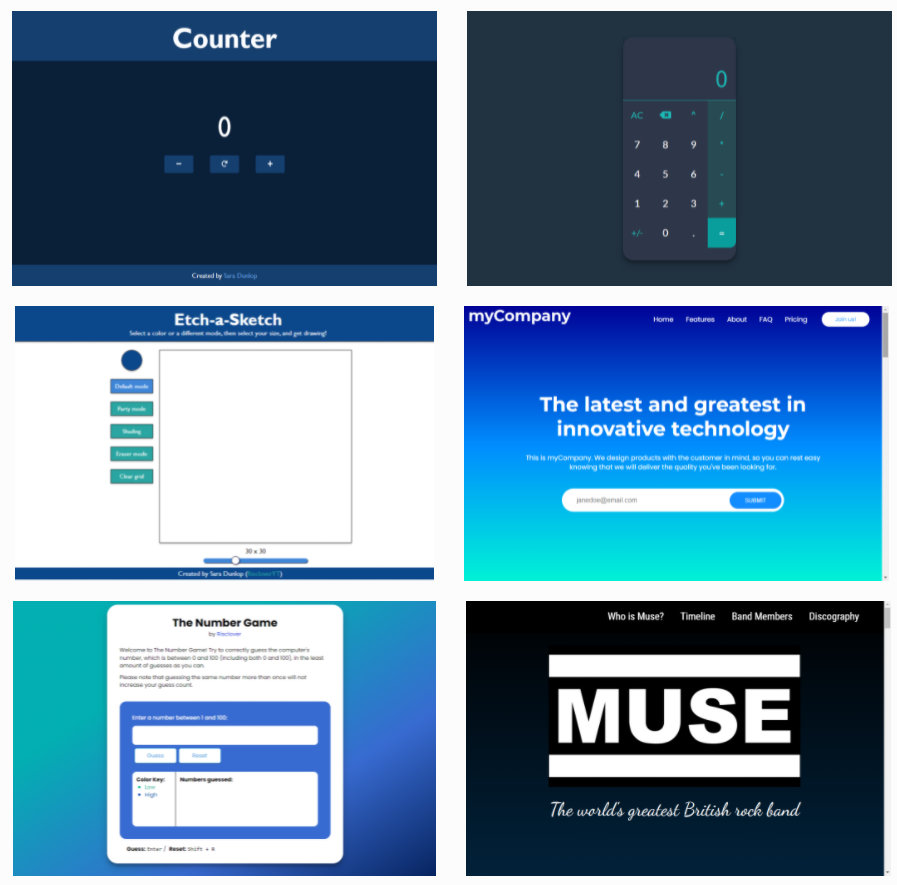 Counter
0
- +
Created by Sara Dunlop
0
AC ^ /
7 8 9 *
4 5 6 -
1 2 3 +
+/- 0 . =
Etch-a-Sketch
Select a color or a different mode, then select your size, and get drawing!
Default mode
Party mode
Shading
Eraser mode
Clear grid
30 x 30
Created by Sara Dunlop (
myCompany
Home Features About FAQ Pricing Join us!
The latest and greatest in
innovative technology
This is myCompany. We design products with the customer in mind, so you can rest easy
knowing that we will deliver the quality you've been looking for.
janedoe@email.com SUBMIT
The Number Game
by Risclover
Welcome to The Number Game! Try to correctly guess the computer's
number, which is between 0 and 100 (including both 0 and 100), in the least
amount of guesses as you can.
Please note that guessing the same number more than once will not
increase your guess count.
Enter a number between 1 and 100:
Guess Reset
Color Key: Numbers guessed:
Low
High
Guess: Enter / Reset: Shift + R
Who is Muse? Timeline Band Members Discography
MUSE
The world's greatest British rock band